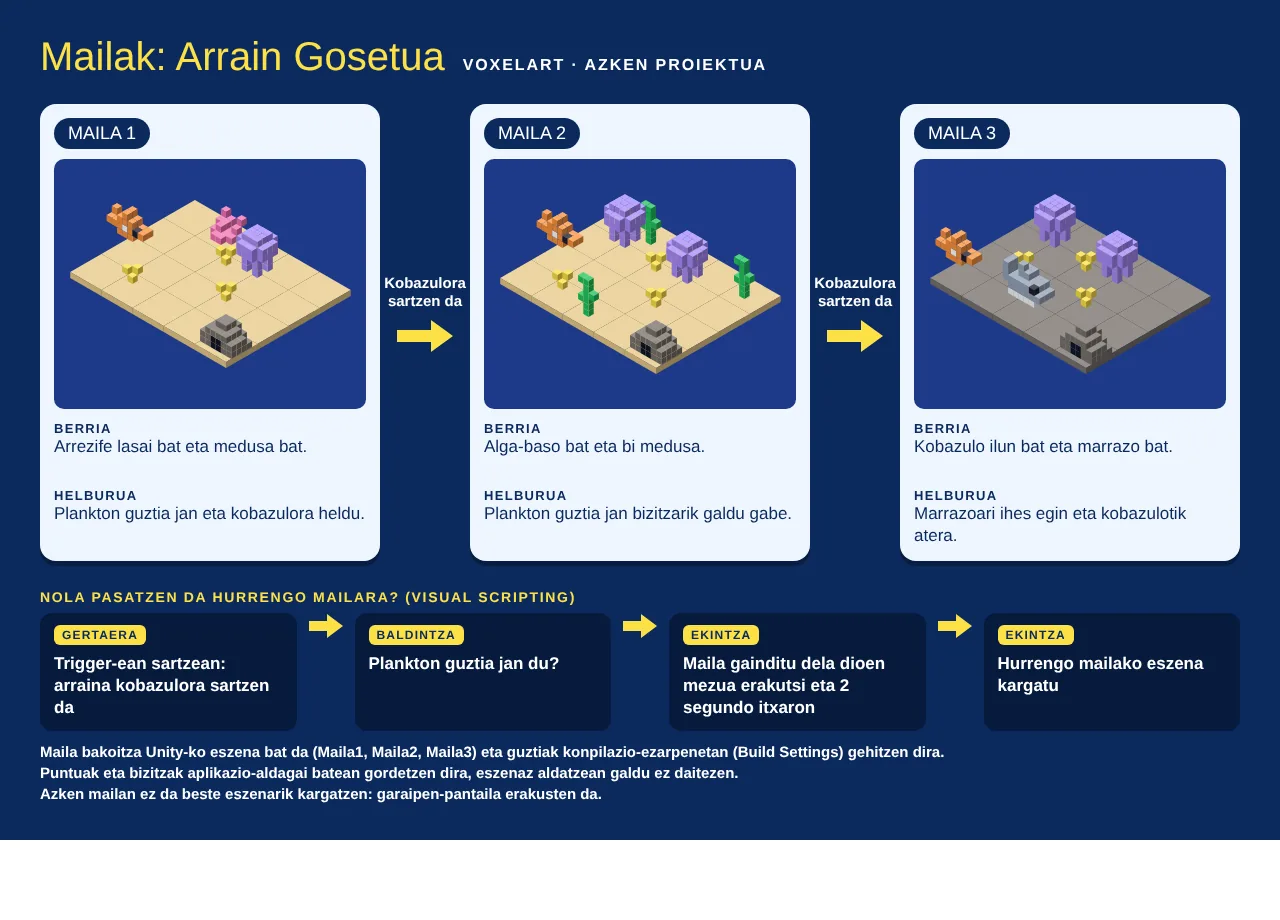 Mailak: Arrain Gosetua VOXELART · AZKEN PROIEKTUA
MAILA 1
BERRIA
Arrezife lasai bat eta medusa bat.
HELBURUA
Plankton guztia jan eta kobazulora heldu.
Kobazulora
sartzen da
MAILA 2
BERRIA
Alga-baso bat eta bi medusa.
HELBURUA
Plankton guztia jan bizitzarik galdu gabe.
Kobazulora
sartzen da
MAILA 3
BERRIA
Kobazulo ilun bat eta marrazo bat.
HELBURUA
Marrazoari ihes egin eta kobazulotik
atera.
NOLA PASATZEN DA HURRENGO MAILARA? (VISUAL SCRIPTING)
GERTAERA
Trigger-ean sartzean:
arraina kobazulora sartzen
da
BALDINTZA
Plankton guztia jan du?
EKINTZA
Maila gainditu dela dioen
mezua erakutsi eta 2
segundo itxaron
EKINTZA
Hurrengo mailako eszena
kargatu
Maila bakoitza Unity-ko eszena bat da (Maila1, Maila2, Maila3) eta guztiak konpilazio-ezarpenetan (Build Settings) gehitzen dira.
Puntuak eta bizitzak aplikazio-aldagai batean gordetzen dira, eszenaz aldatzean galdu ez daitezen.
Azken mailan ez da beste eszenarik kargatzen: garaipen-pantaila erakusten da.